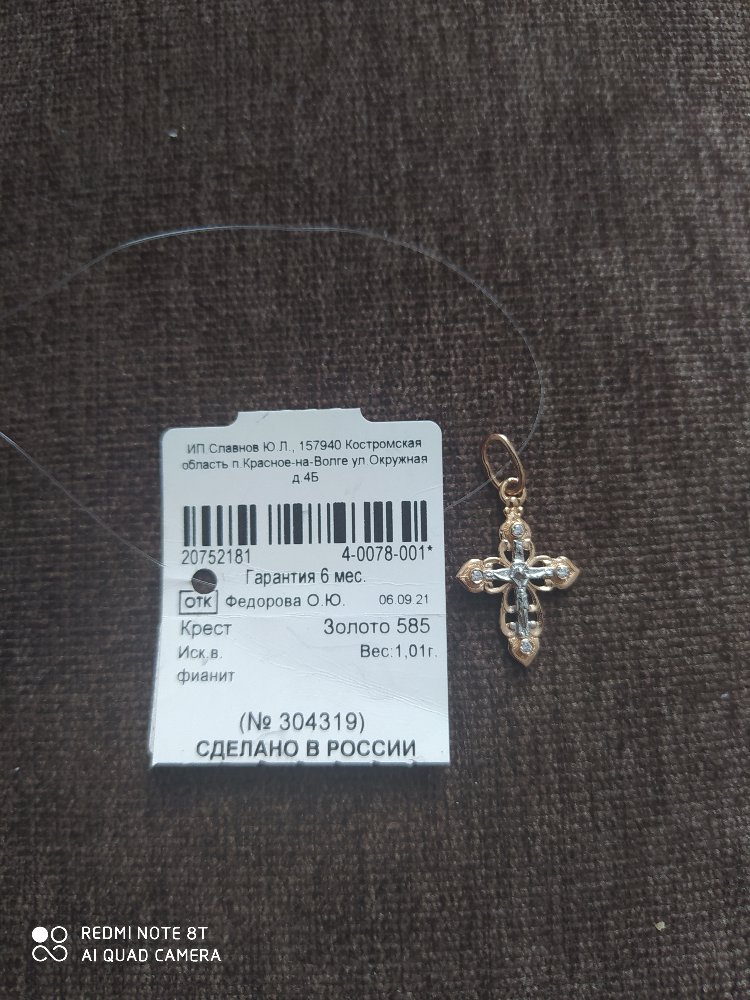 ИП Славнов Ю.Л., 157940 Костромская
область п.Красное-на-Волге ул.Окружная
д.4Б
20752181 4-0078-001*
Гарантия 6 мес.
ОТК Федорова О.Ю. 06.09.21
Крест Золото 585
Иск.в. Вес:1,01г.
фианит
(№ 304319)
СДЕЛАНО В РОССИИ
REDMI NOTE 8T
AI QUAD CAMERA